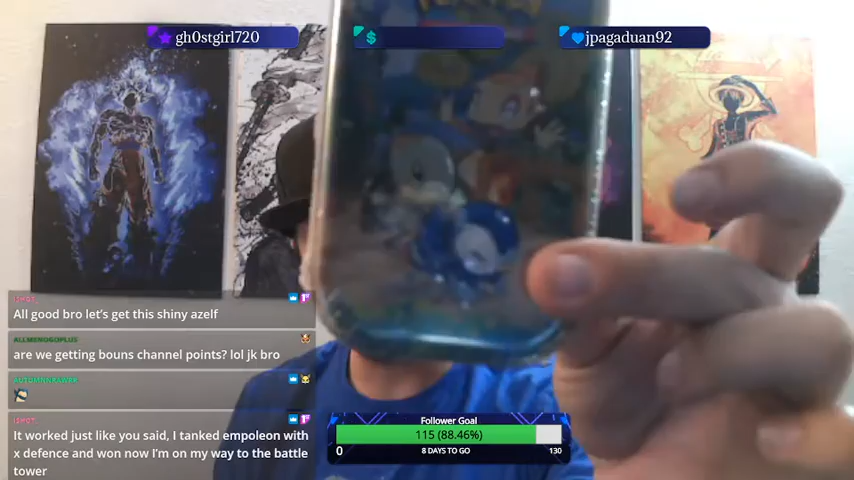 gh0stgirl720
$
jpagaduan92
All good bro let's get this shiny azelf
are we getting bouns channel points? lol jk bro
It worked just like you said, I tanked empoleon with
x defence and won now I'm on my way to the battle
tower
Follower Goal
115 (88.46%)
0
8 DAYS TO GO
130